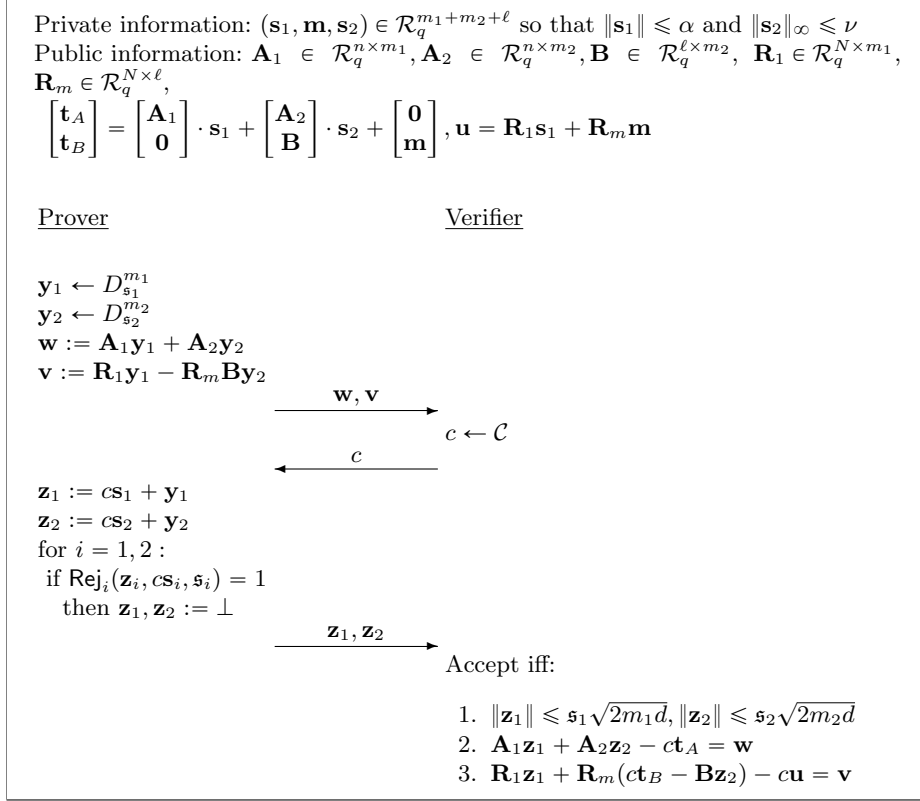 Private information: (𝐬₁, 𝐦, 𝐬₂) ∈ ℛ_q^{m₁+m₂+ℓ} so that ‖𝐬₁‖ ⩽ α and ‖𝐬₂‖_∞ ⩽ ν
Public information: 𝐀₁ ∈ ℛ_q^{n×m₁}, 𝐀₂ ∈ ℛ_q^{n×m₂}, 𝐁 ∈ ℛ_q^{ℓ×m₂}, 𝐑₁ ∈ ℛ_q^{N×m₁},
𝐑_m ∈ ℛ_q^{N×ℓ},
[𝐭_A; 𝐭_B] = [𝐀₁; 𝟎] · 𝐬₁ + [𝐀₂; 𝐁] · 𝐬₂ + [𝟎; 𝐦], 𝐮 = 𝐑₁𝐬₁ + 𝐑_m𝐦
Prover Verifier
𝐲₁ ← D_{𝔰₁}^{m₁}
𝐲₂ ← D_{𝔰₂}^{m₂}
𝐰 := 𝐀₁𝐲₁ + 𝐀₂𝐲₂
𝐯 := 𝐑₁𝐲₁ − 𝐑_m𝐁𝐲₂
𝐰, 𝐯
c ← 𝒞
c
𝐳₁ := c𝐬₁ + 𝐲₁
𝐳₂ := c𝐬₂ + 𝐲₂
for i = 1, 2 :
if Rej_i(𝐳_i, c𝐬_i, 𝔰_i) = 1
then 𝐳₁, 𝐳₂ := ⊥
𝐳₁, 𝐳₂
Accept iff:
1. ‖𝐳₁‖ ⩽ 𝔰₁√(2m₁d), ‖𝐳₂‖ ⩽ 𝔰₂√(2m₂d)
2. 𝐀₁𝐳₁ + 𝐀₂𝐳₂ − c𝐭_A = 𝐰
3. 𝐑₁𝐳₁ + 𝐑_m(c𝐭_B − 𝐁𝐳₂) − c𝐮 = 𝐯